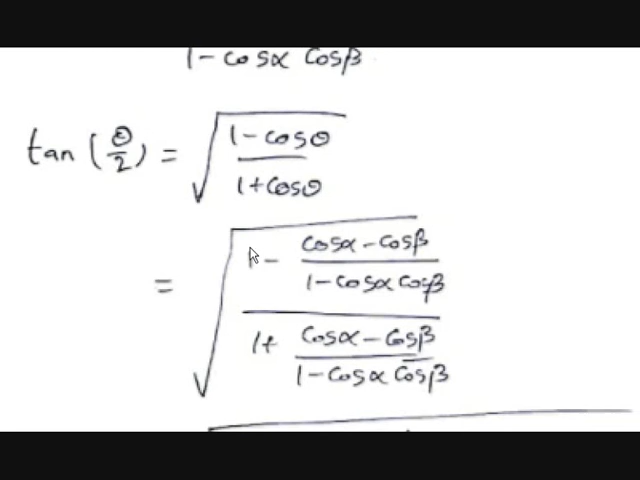 1 - cosα cosβ
tan(θ/2) = √((1 - cosθ)/(1 + cosθ))
= √((1 - (cosα - cosβ)/(1 - cosα cosβ))/(1 + (cosα - cosβ)/(1 - cosα cosβ)))